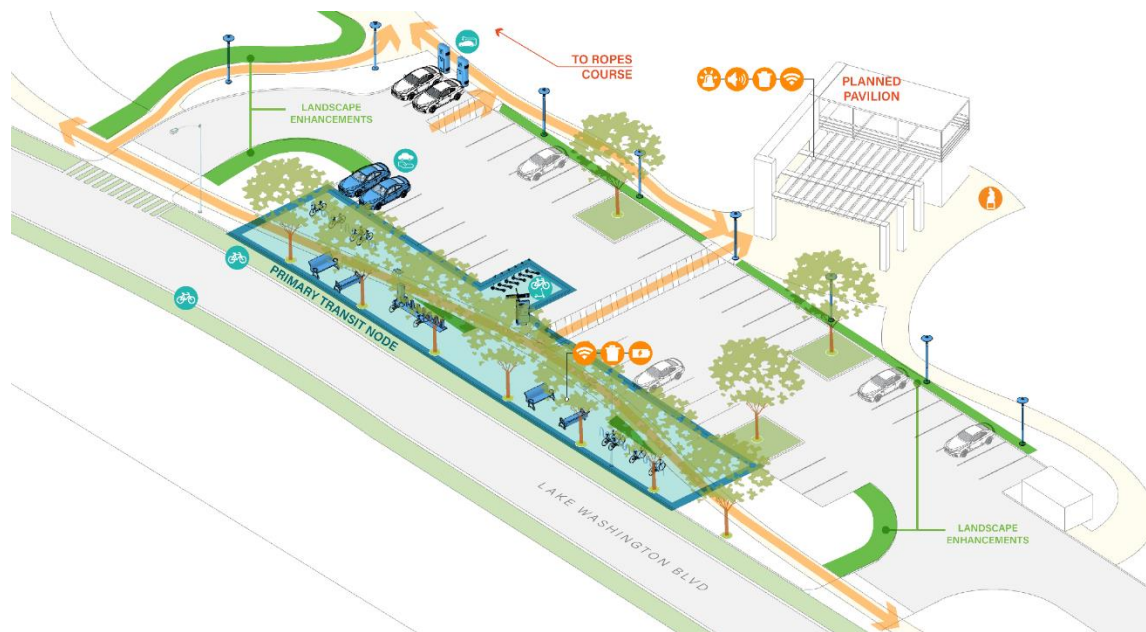 TO ROPES
COURSE
PLANNED
PAVILION
LANDSCAPE
ENHANCEMENTS
PRIMARY TRANSIT NODE
LAKE WASHINGTON BLVD
LANDSCAPE
ENHANCEMENTS